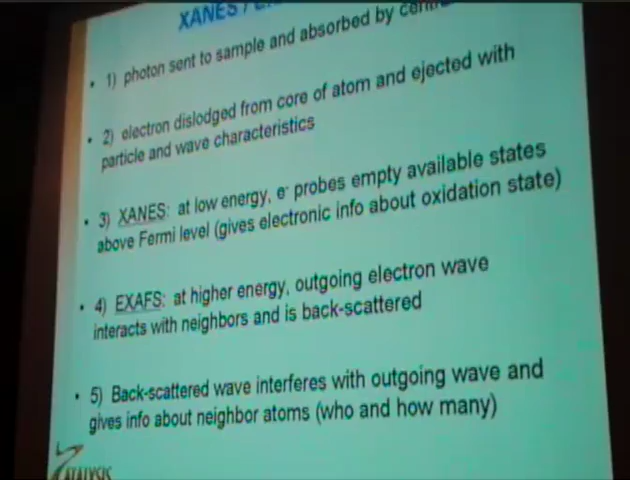 XANES /
• 1) photon sent to sample and absorbed by
• 2) electron dislodged from core of atom and ejected with
particle and wave characteristics
• 3) XANES: at low energy, e- probes empty available states
above Fermi level (gives electronic info about oxidation state)
• 4) EXAFS: at higher energy, outgoing electron wave
interacts with neighbors and is back-scattered
• 5) Back-scattered wave interferes with outgoing wave and
gives info about neighbor atoms (who and how many)
ATALYSIS